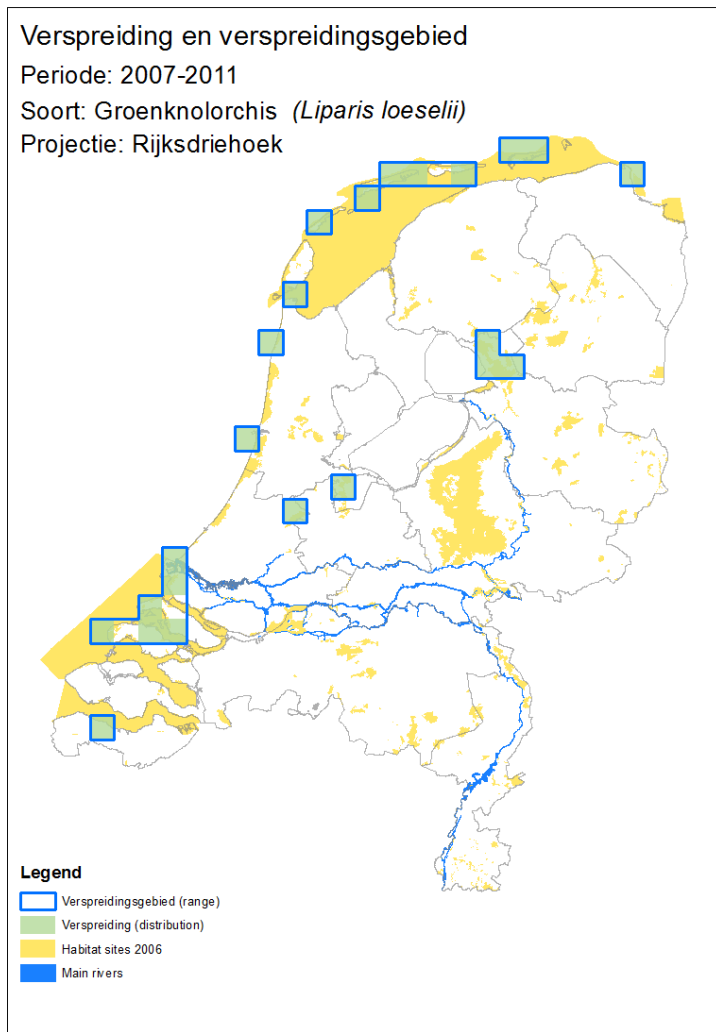 Verspreiding en verspreidingsgebied
Periode: 2007-2011
Soort: Groenknolorchis (Liparis loeselii)
Projectie: Rijksdriehoek
Legend
Verspreidingsgebied (range)
Verspreiding (distribution)
Habitat sites 2006
Main rivers